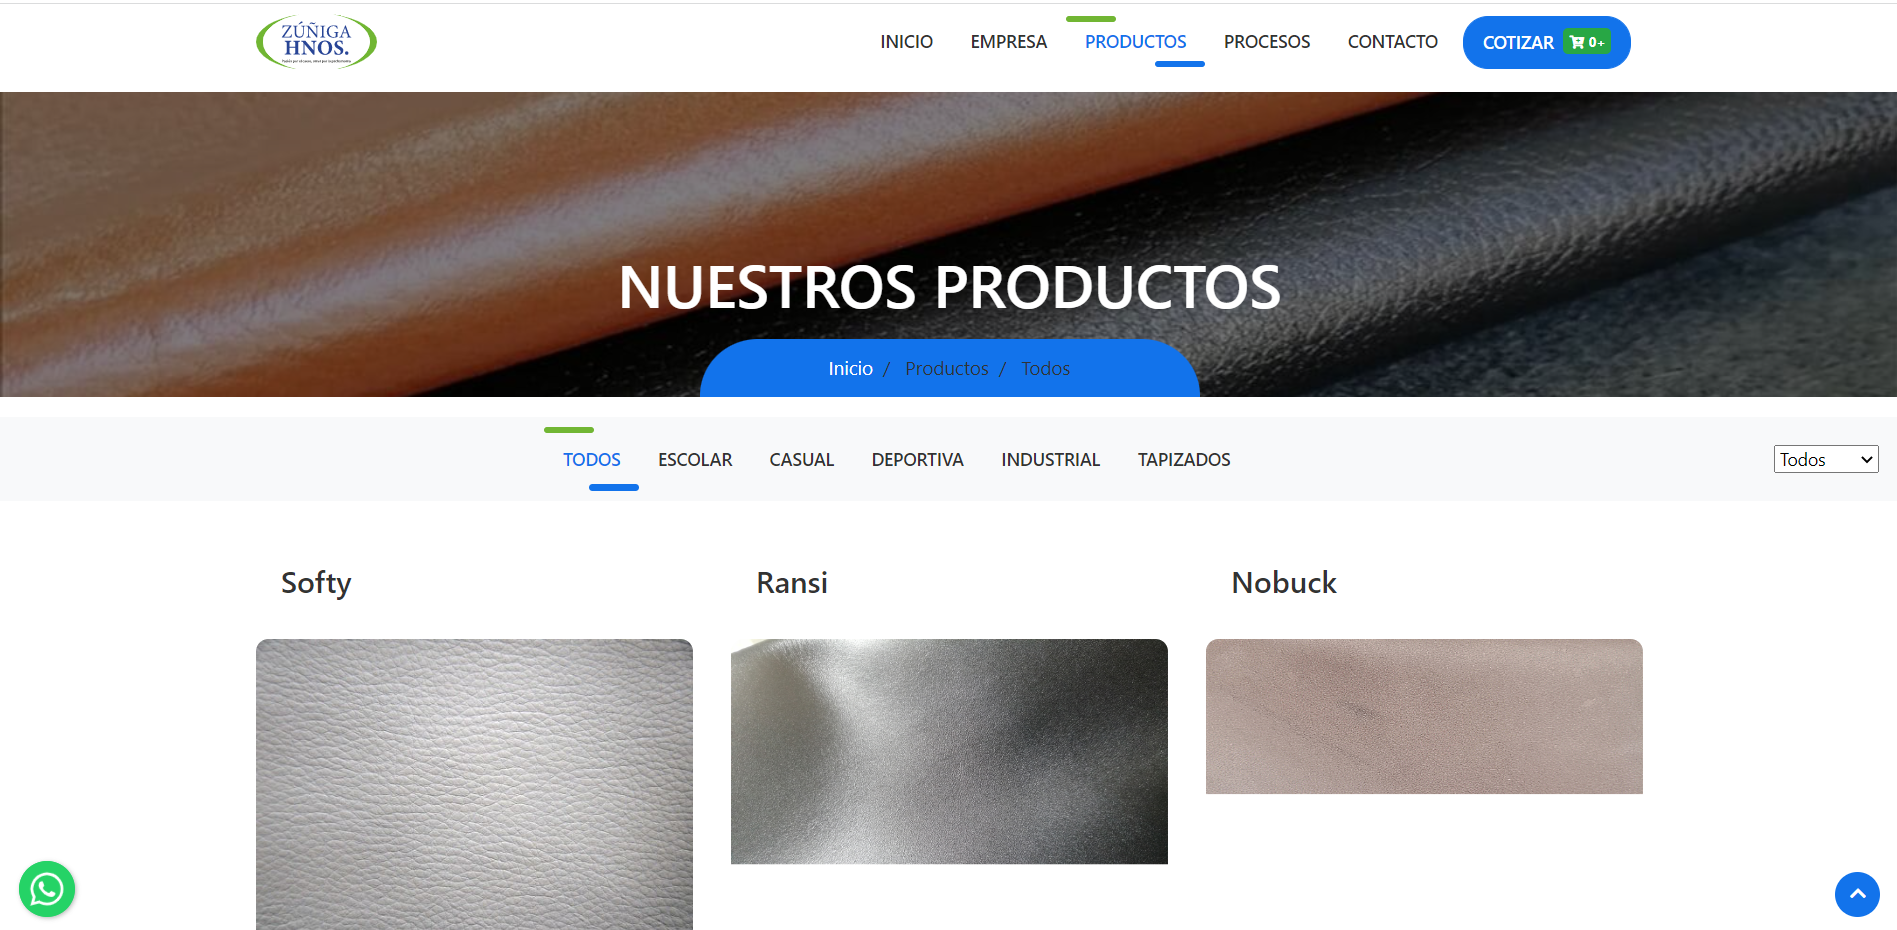 ZÚÑIGA
HNOS.
INICIO
EMPRESA
PRODUCTOS
PROCESOS
CONTACTO
COTIZAR 0+
NUESTROS PRODUCTOS
Inicio / Productos / Todos
TODOS
ESCOLAR
CASUAL
DEPORTIVA
INDUSTRIAL
TAPIZADOS
Todos
Softy
Ransi
Nobuck